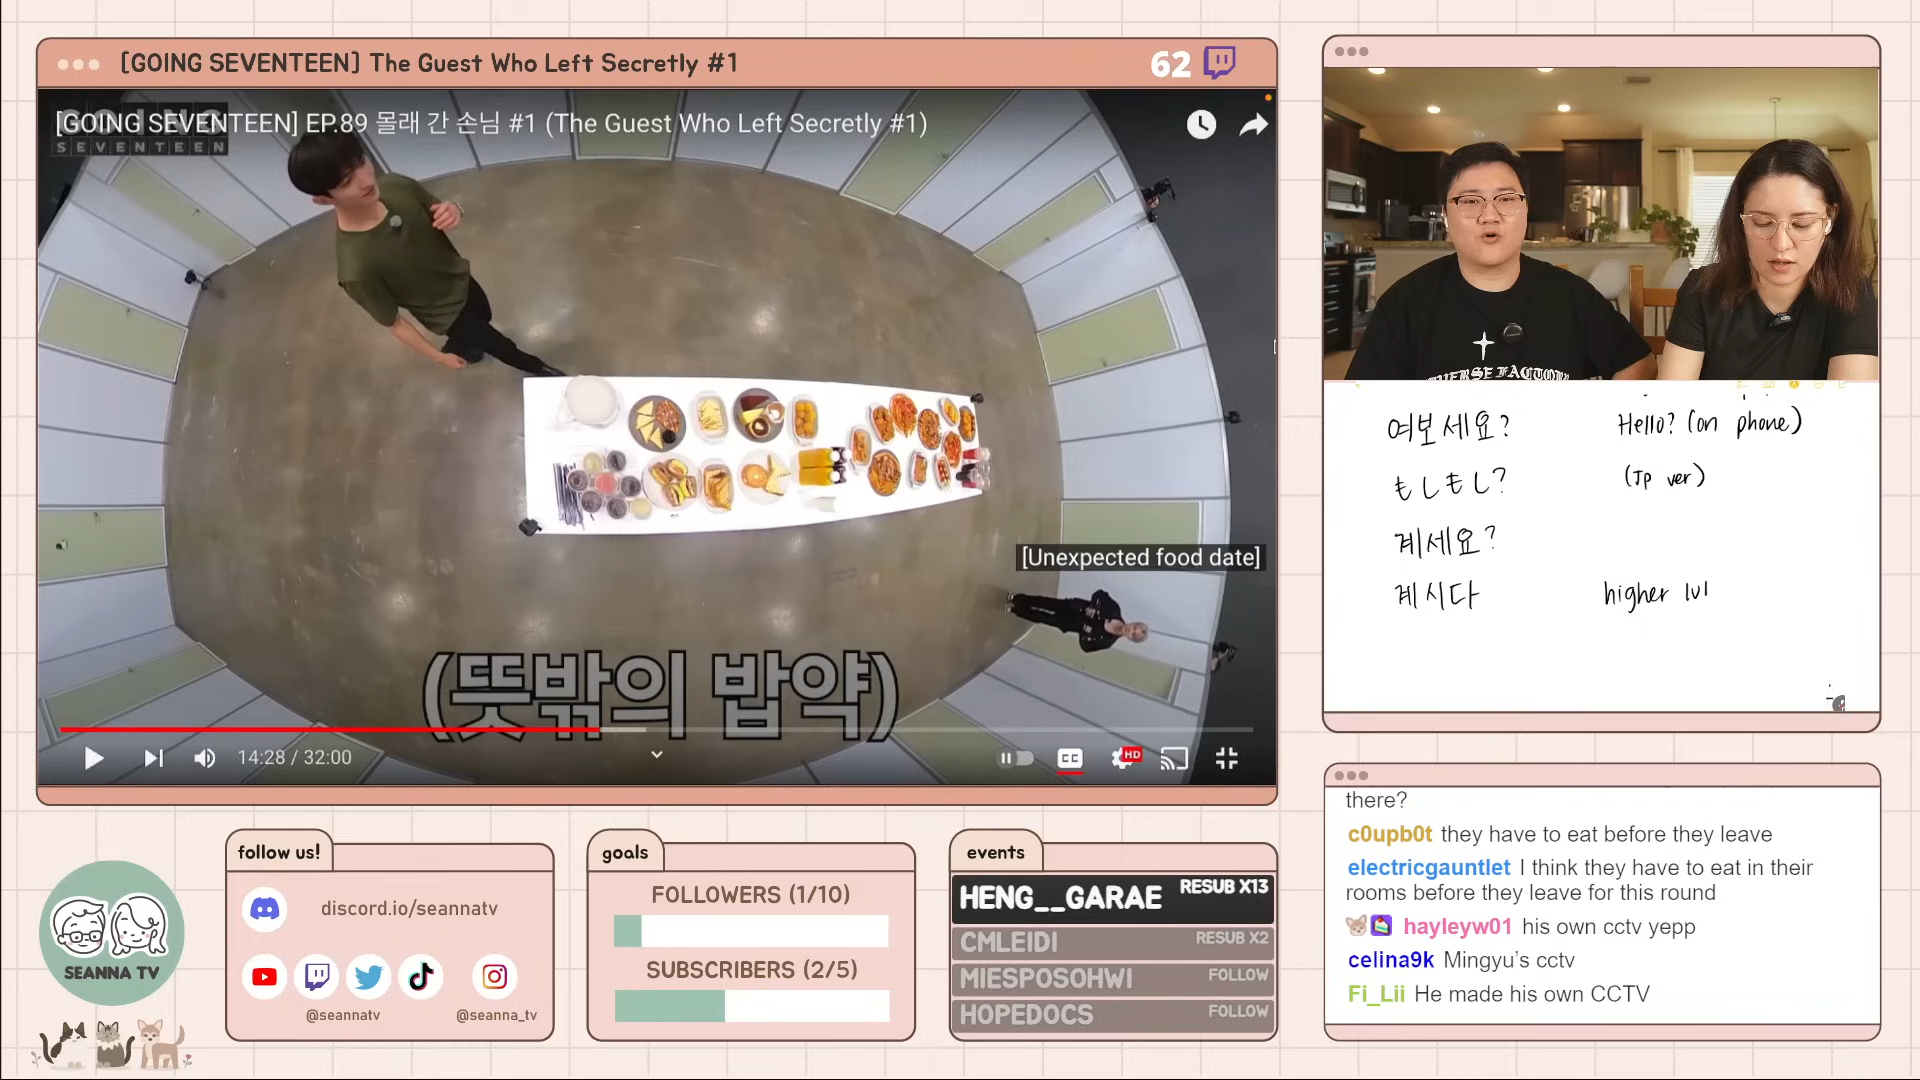 [GOING SEVENTEEN] The Guest Who Left Secretly #1
62
GOING
SEVENTEEN
[GOING SEVENTEEN] EP.89 몰래 간 손님 #1 (The Guest Who Left Secretly #1)
[Unexpected food date]
(뜻밖의 밥약)
14:28 / 32:00
CC
HD
여보세요?
Hello? (on phone)
もしもし?
(Jp ver)
계세요?
계시다
higher lvl
there?
c0upb0t they have to eat before they leave
electricgauntlet I think they have to eat in their
rooms before they leave for this round
hayleyw01 his own cctv yepp
celina9k Mingyu's cctv
Fi_Lii He made his own CCTV
SEANNA TV
follow us!
discord.io/seannatv
@seannatv
@seanna_tv
goals
FOLLOWERS (1/10)
SUBSCRIBERS (2/5)
events
HENG__GARAE RESUB X13
CMLEIDI RESUB X2
MIESPOSOHWI FOLLOW
HOPEDOCS FOLLOW